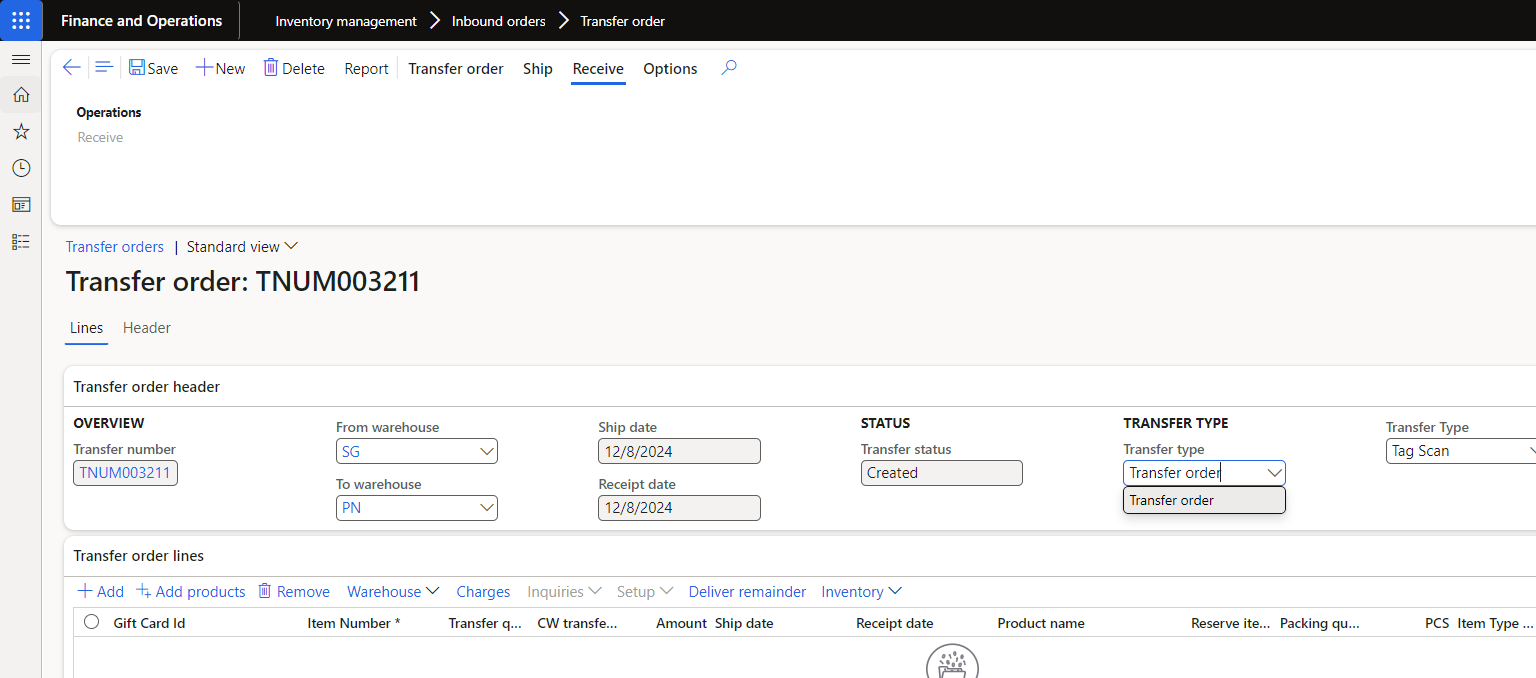 Finance and Operations
Inventory management Inbound orders Transfer order
Save New Delete Report Transfer order Ship Receive Options
Operations
Receive
Transfer orders | Standard view
Transfer order: TNUM003211
Lines Header
Transfer order header
OVERVIEW
Transfer number
TNUM003211
From warehouse
SG
To warehouse
PN
Ship date
12/8/2024
Receipt date
12/8/2024
STATUS
Transfer status
Created
TRANSFER TYPE
Transfer type
Transfer order
Transfer order
Transfer Type
Tag Scan
Transfer order lines
Add Add products Remove Warehouse Charges Inquiries Setup Deliver remainder Inventory
Gift Card Id Item Number * Transfer q... CW transfe... Amount Ship date Receipt date Product name Reserve ite... Packing qu... PCS Item Type ...